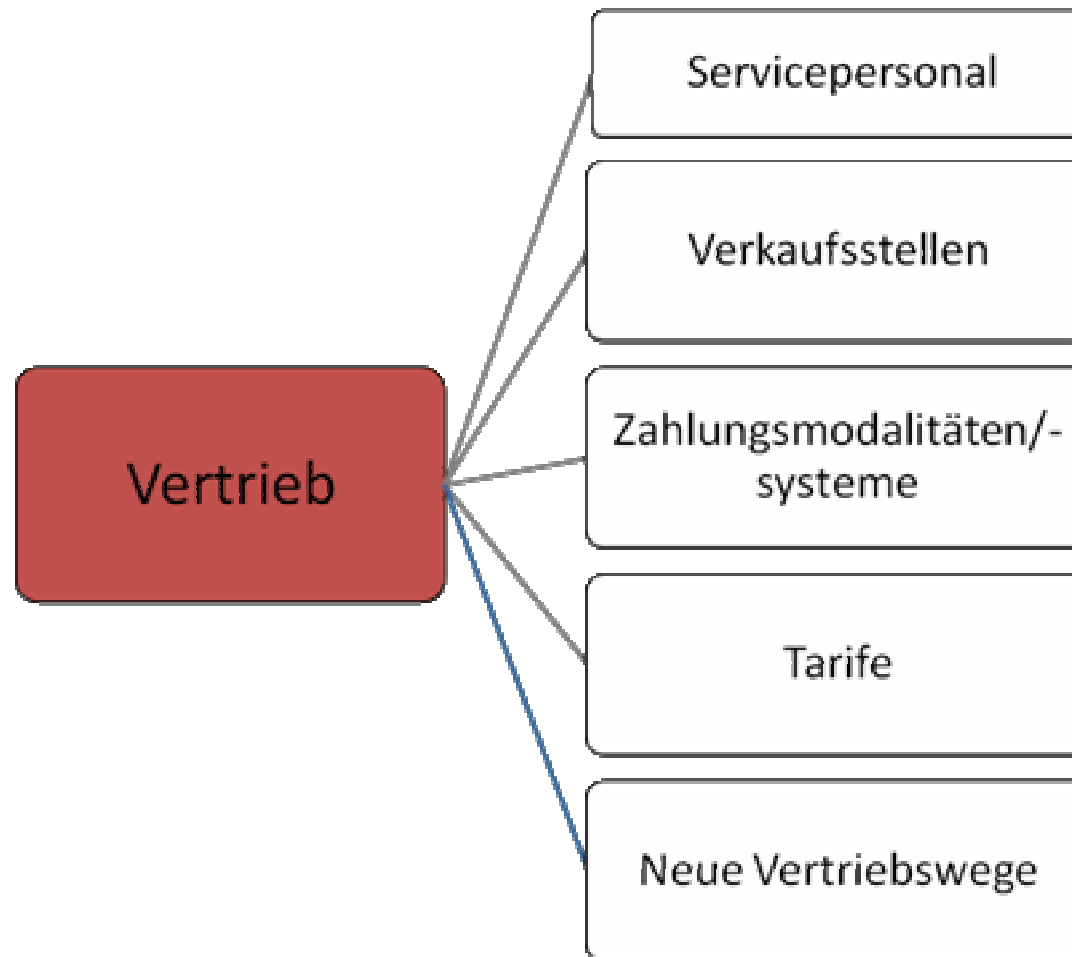 Servicepersonal
Verkaufsstellen
Vertrieb
Zahlungsmodalitäten/-
systeme
Tarife
Neue Vertriebswege